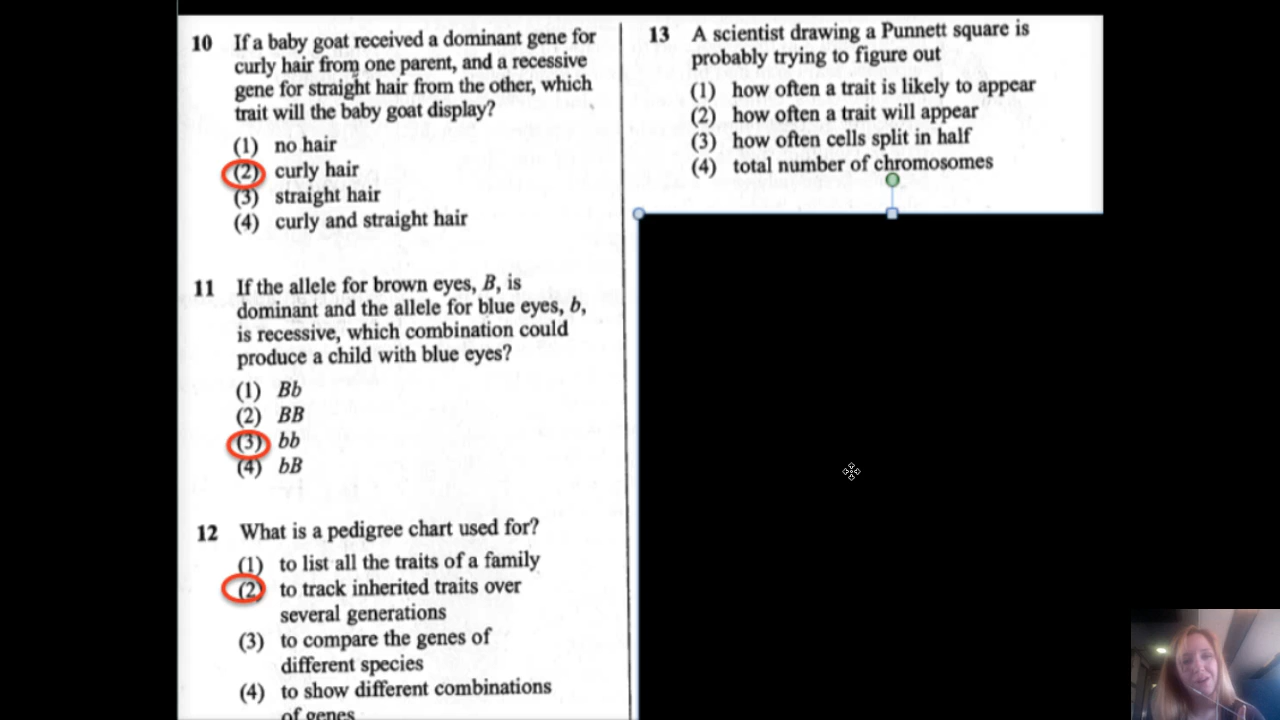 10 If a baby goat received a dominant gene for
curly hair from one parent, and a recessive
gene for straight hair from the other, which
trait will the baby goat display?
(1) no hair
(2) curly hair
(3) straight hair
(4) curly and straight hair
11 If the allele for brown eyes, B, is
dominant and the allele for blue eyes, b,
is recessive, which combination could
produce a child with blue eyes?
(1) Bb
(2) BB
(3) bb
(4) bB
12 What is a pedigree chart used for?
(1) to list all the traits of a family
(2) to track inherited traits over
several generations
(3) to compare the genes of
different species
(4) to show different combinations
of genes
13 A scientist drawing a Punnett square is
probably trying to figure out
(1) how often a trait is likely to appear
(2) how often a trait will appear
(3) how often cells split in half
(4) total number of chromosomes